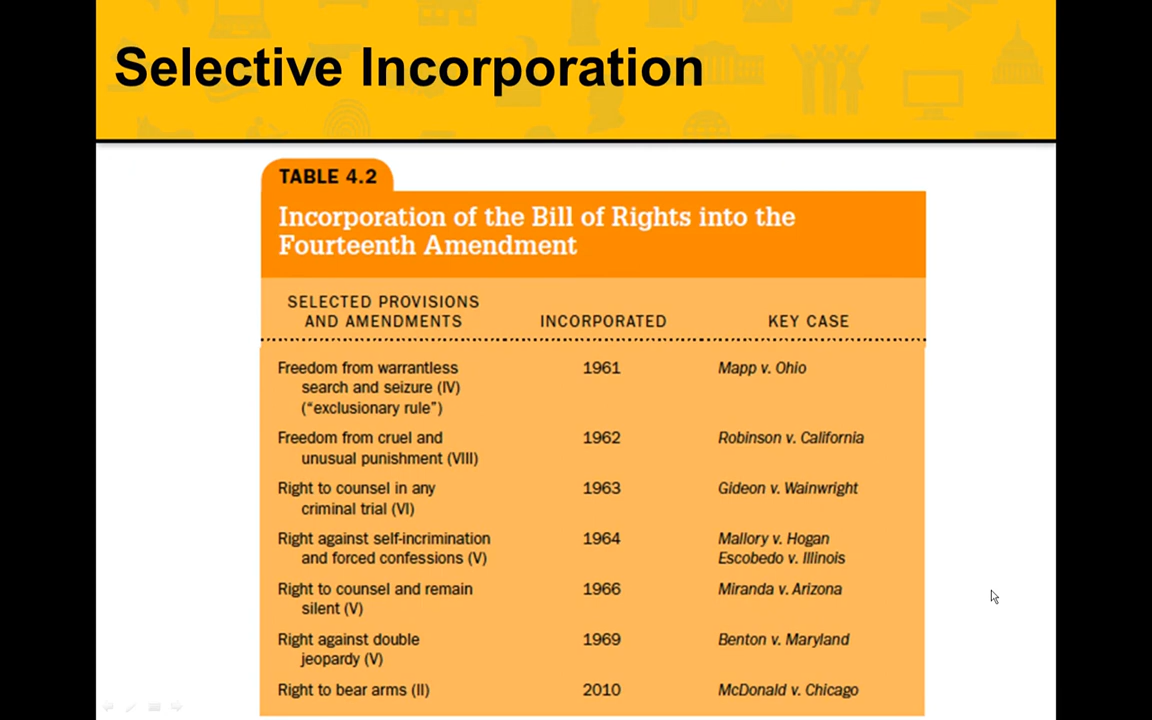 Selective Incorporation
TABLE 4.2
Incorporation of the Bill of Rights into the
Fourteenth Amendment
SELECTED PROVISIONS
AND AMENDMENTS
INCORPORATED
KEY CASE
Freedom from warrantless
search and seizure (IV)
(“exclusionary rule”)
1961
Mapp v. Ohio
Freedom from cruel and
unusual punishment (VIII)
1962
Robinson v. California
Right to counsel in any
criminal trial (VI)
1963
Gideon v. Wainwright
Right against self-incrimination
and forced confessions (V)
1964
Mallory v. Hogan
Escobedo v. Illinois
Right to counsel and remain
silent (V)
1966
Miranda v. Arizona
Right against double
jeopardy (V)
1969
Benton v. Maryland
Right to bear arms (II)
2010
McDonald v. Chicago